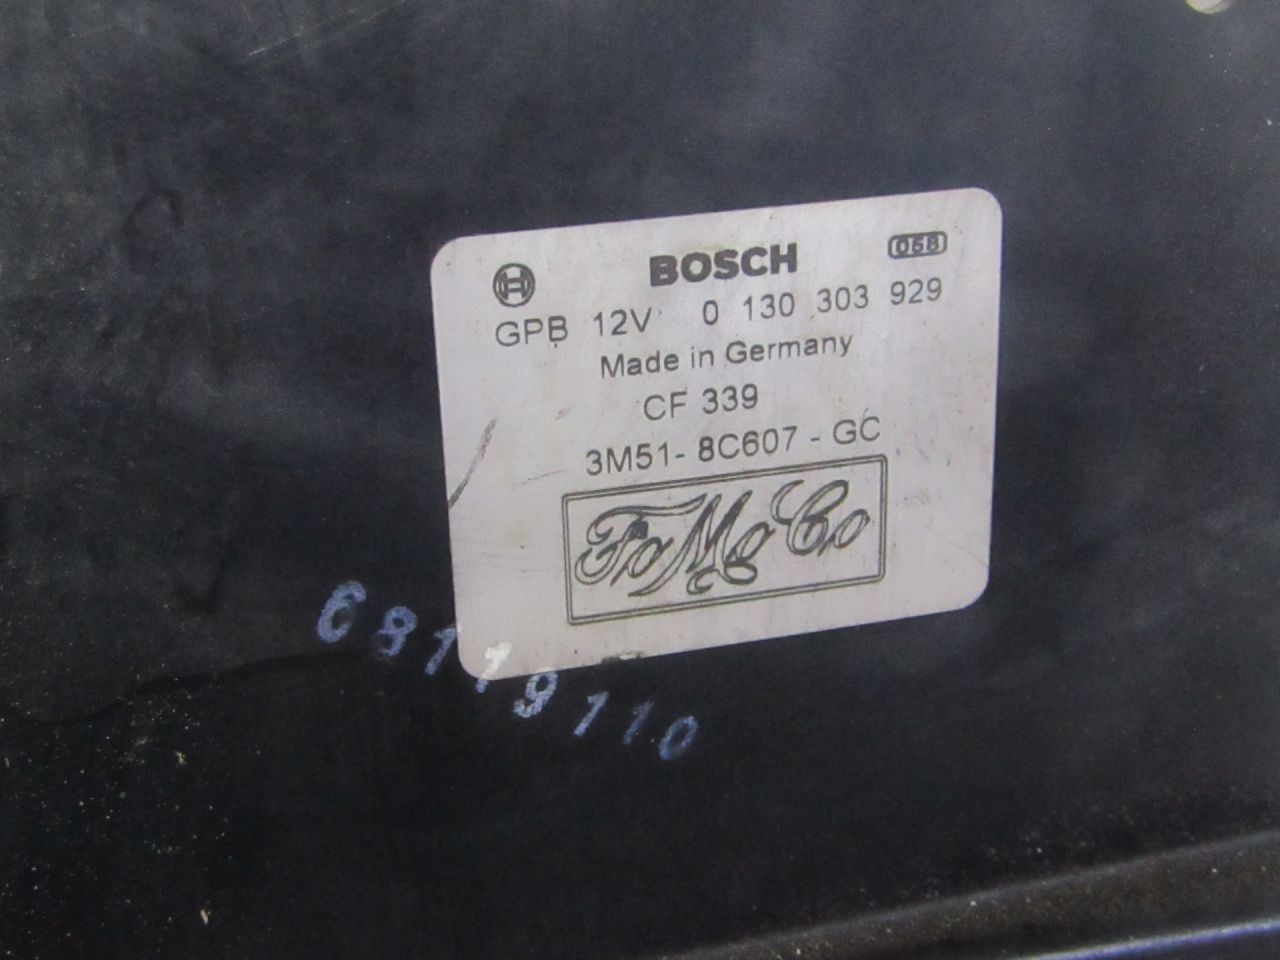 BOSCH 058
GPB 12V 0 130 303 929
Made in Germany
CF 339
3M51-8C607-GC
FoMoCo
68119110